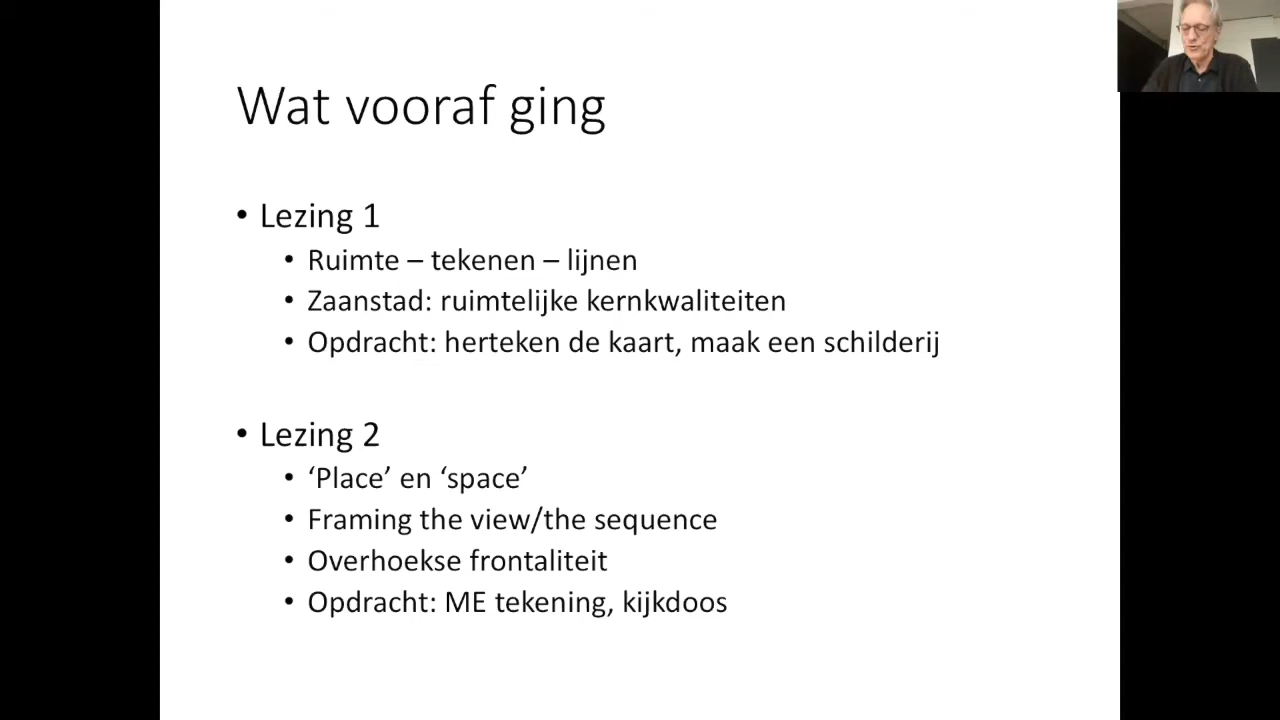 Wat vooraf ging
• Lezing 1
• Ruimte – tekenen – lijnen
• Zaanstad: ruimtelijke kernkwaliteiten
• Opdracht: herteken de kaart, maak een schilderij
• Lezing 2
• ‘Place’ en ‘space’
• Framing the view/the sequence
• Overhoekse frontaliteit
• Opdracht: ME tekening, kijkdoos